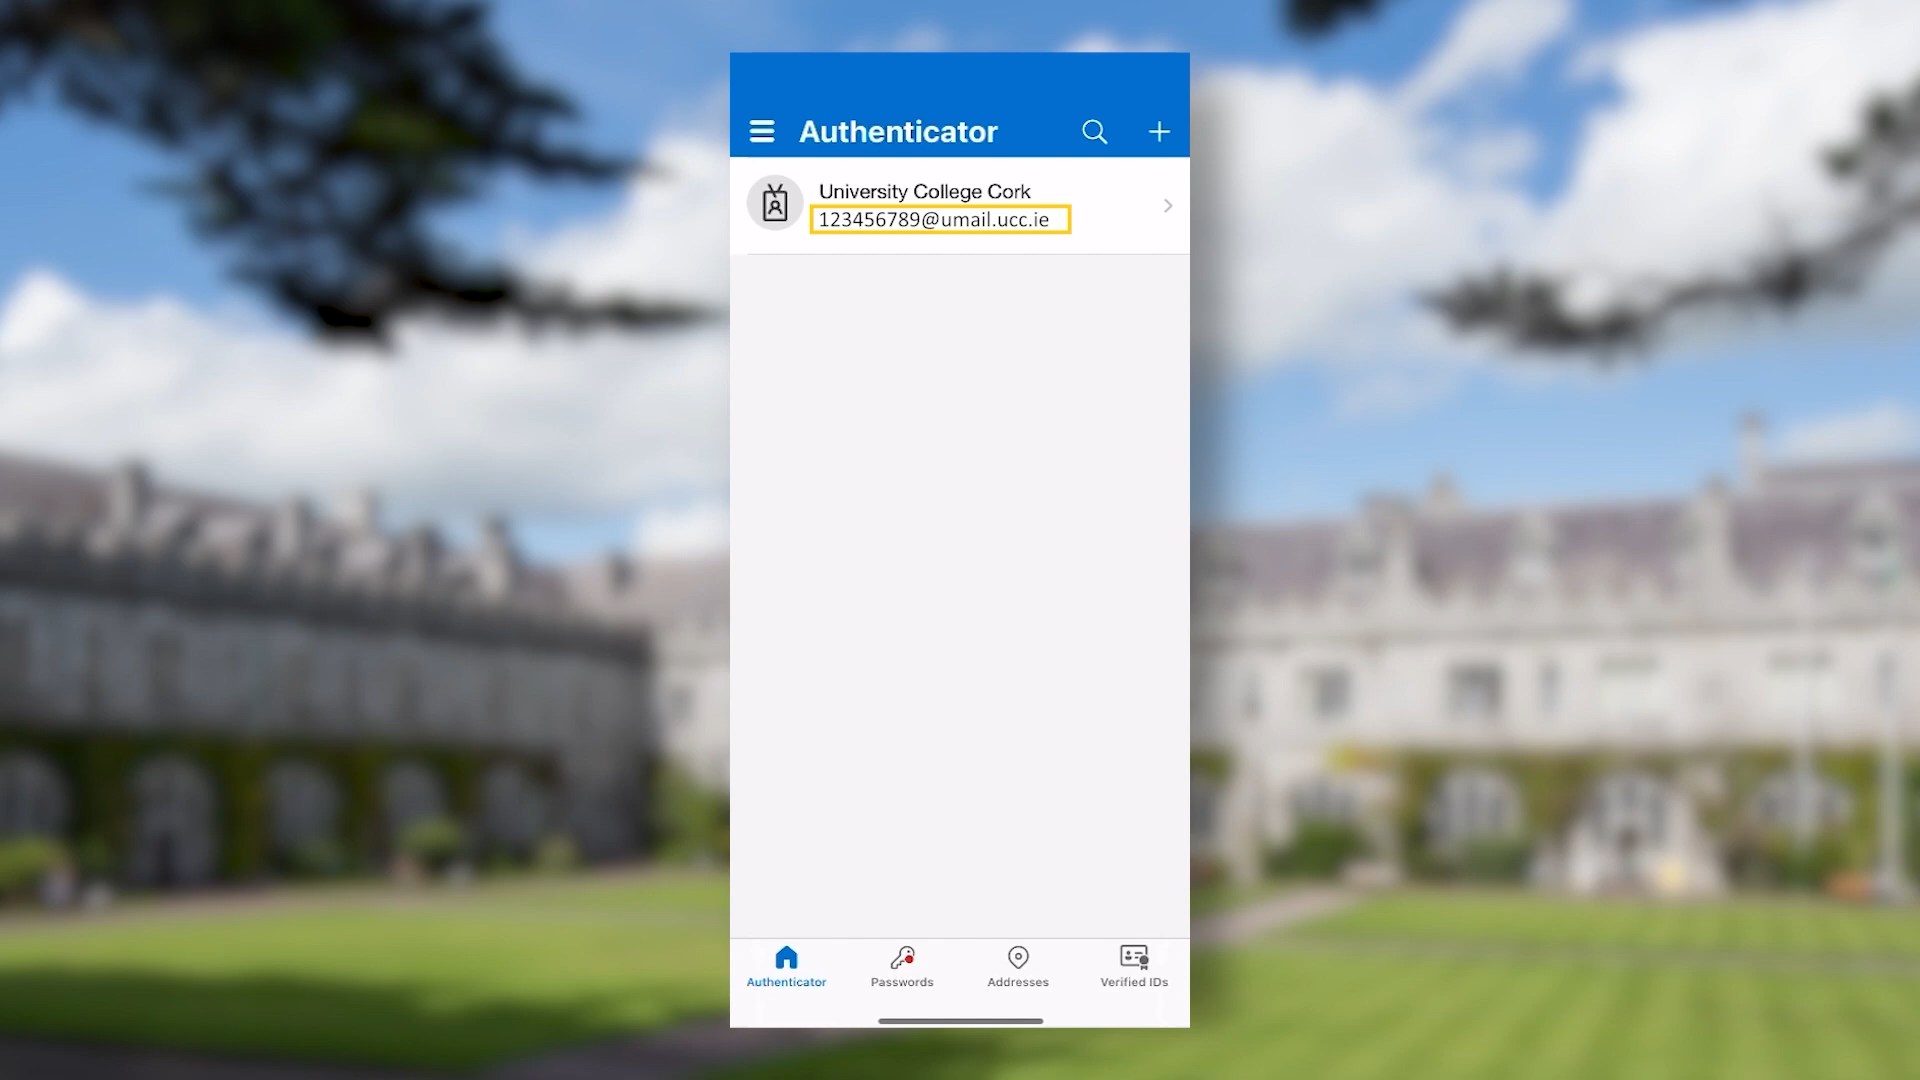 Authenticator
University College Cork
123456789@umail.ucc.ie
Authenticator
Passwords
Addresses
Verified IDs